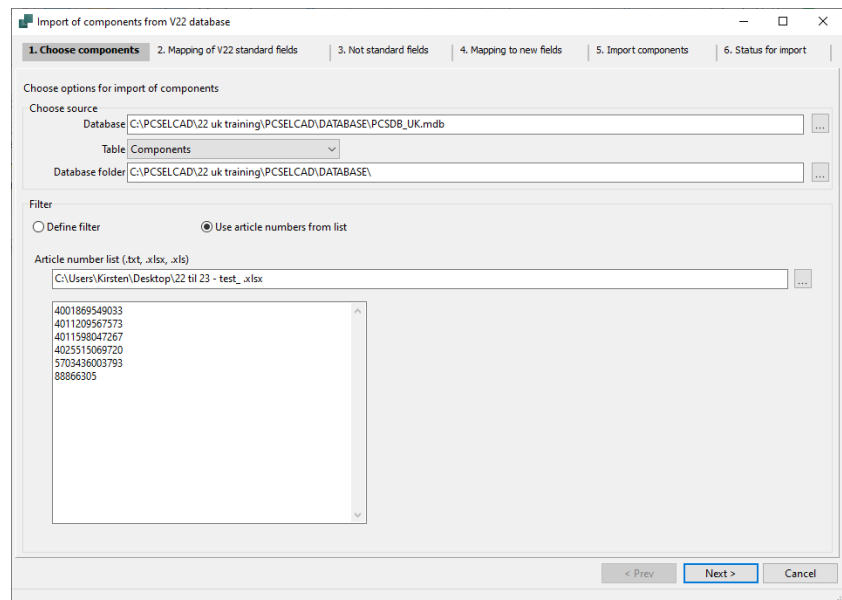 Import of components from V22 database
1. Choose components 2. Mapping of V22 standard fields 3. Not standard fields 4. Mapping to new fields 5. Import components 6. Status for import
Choose options for import of components
Choose source
Database C:\PCSELCAD\22 uk training\PCSELCAD\DATABASE\PCSDB_UK.mdb ...
Table Components
Database folder C:\PCSELCAD\22 uk training\PCSELCAD\DATABASE\ ...
Filter
Define filter Use article numbers from list
Article number list (.txt, .xlsx, .xls)
C:\Users\Kirsten\Desktop\22 til 23 - test_ .xlsx ...
4001869549033
4011209567573
4011598047267
4025515069720
5703436003793
88866305
< Prev Next > Cancel